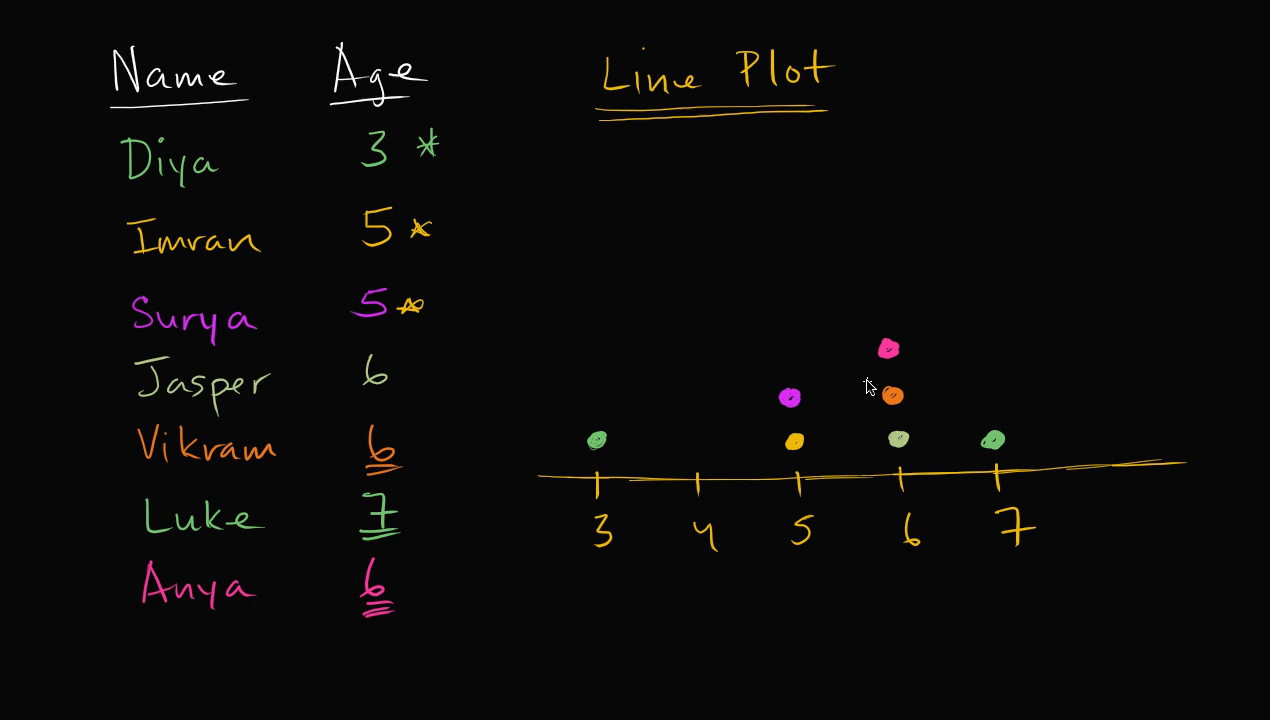 Name Age Line Plot
Diya 3 *
Imran 5 *
Surya 5 *
Jasper 6
Vikram 6
Luke 7
Anya 6
3 4 5 6 7